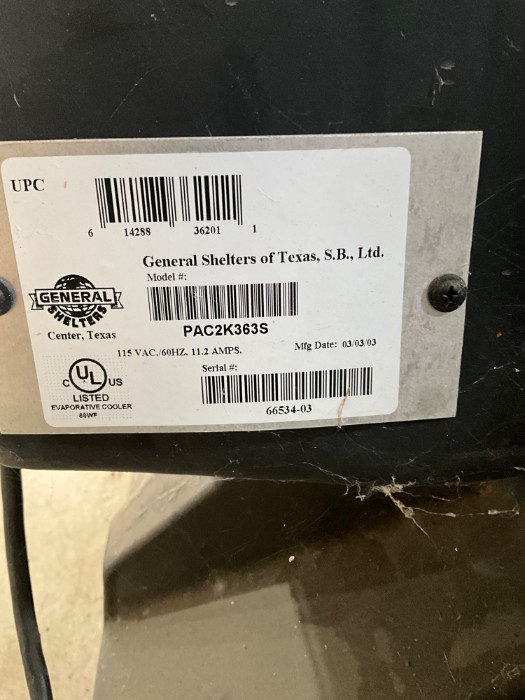 UPC
6 14288 36201 1
General Shelters of Texas, S.B., Ltd.
Model #:
GENERAL
SHELTERS
PAC2K363S
Center, Texas
115 VAC./60HZ. 11.2 AMPS.
Mfg Date: 03/03/03
Serial #:
C UL US
LISTED
EVAPORATIVE COOLER
89WF
66534-03